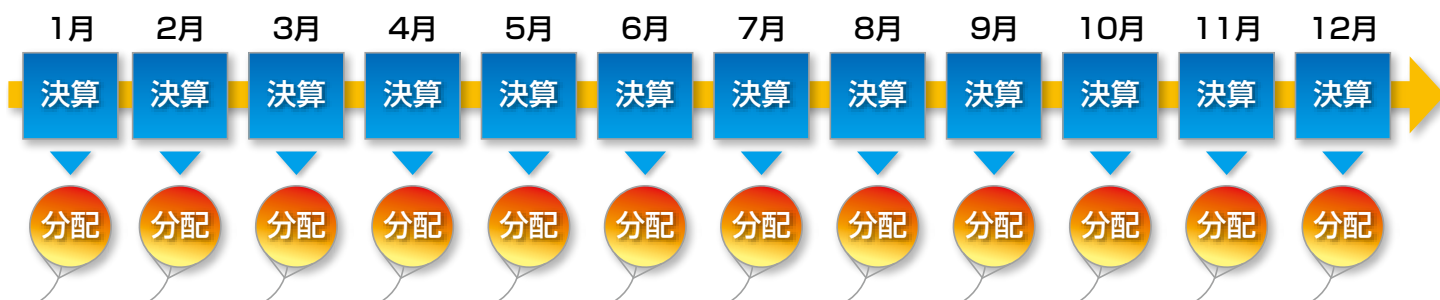 1月 2月 3月 4月 5月 6月 7月 8月 9月 10月 11月 12月
決算 決算 決算 決算 決算 決算 決算 決算 決算 決算 決算 決算
分配 分配 分配 分配 分配 分配 分配 分配 分配 分配 分配 分配